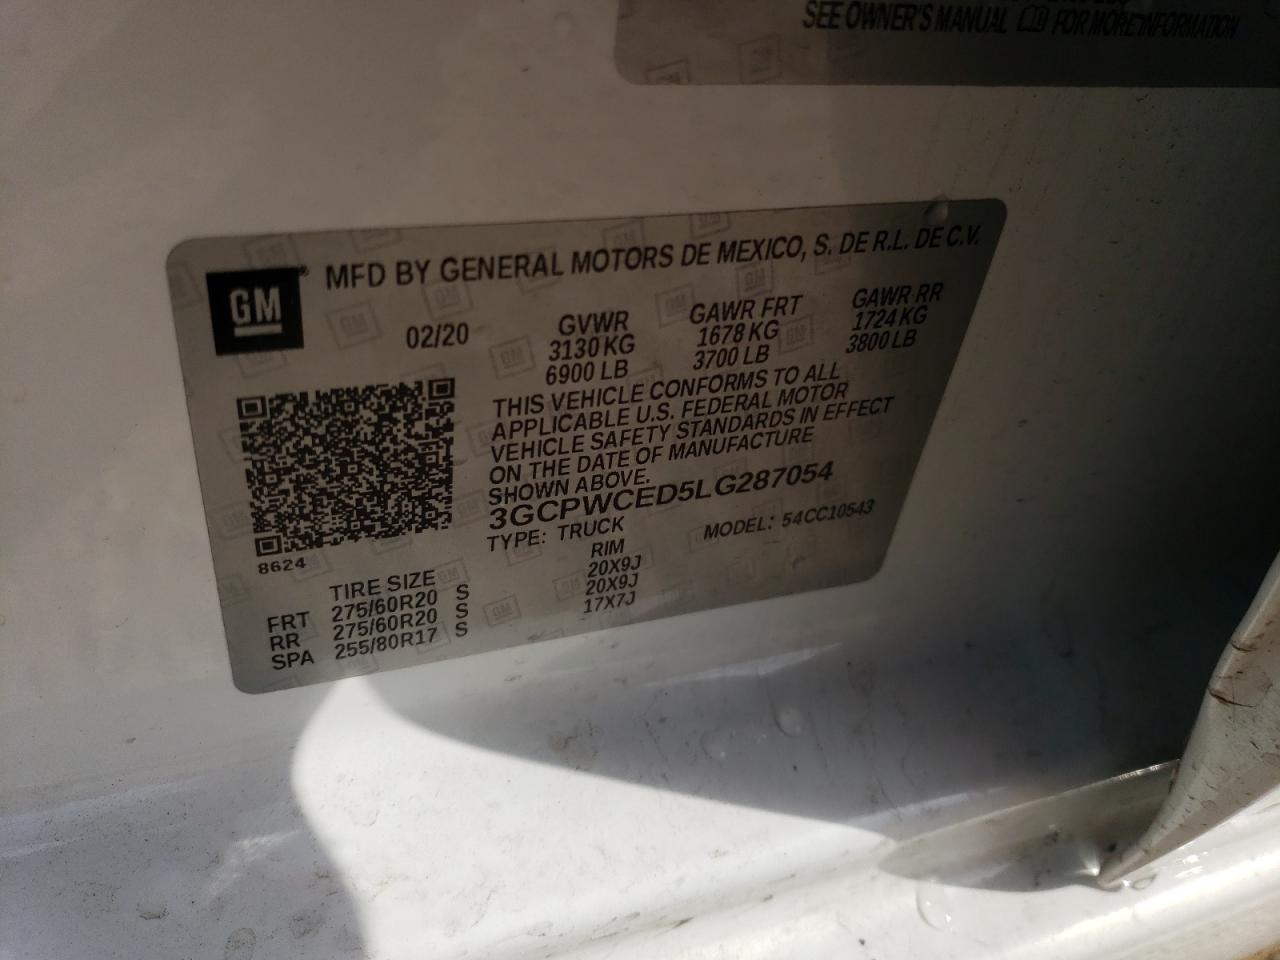 SEE OWNER'S MANUAL FOR MORE INFORMATION
GM
MFD BY GENERAL MOTORS DE MEXICO, S. DE R.L. DE C.V.
02/20
GVWR GAWR FRT GAWR RR
3130 KG 1678 KG 1724 KG
6900 LB 3700 LB 3800 LB
THIS VEHICLE CONFORMS TO ALL
APPLICABLE U.S. FEDERAL MOTOR
VEHICLE SAFETY STANDARDS IN EFFECT
ON THE DATE OF MANUFACTURE
SHOWN ABOVE.
3GCPWCED5LG287054
TYPE: TRUCK MODEL: 54CC10543
8624
TIRE SIZE RIM
FRT 275/60R20 S 20X9J
RR 275/60R20 S 20X9J
SPA 255/80R17 S 17X7J